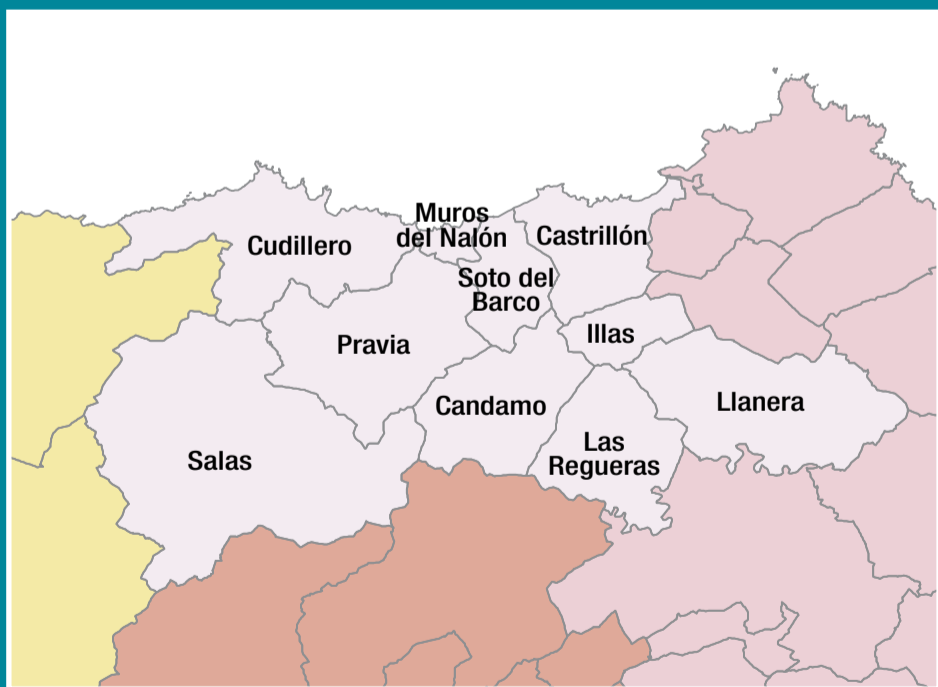 Muros
del Nalón
Cudillero
Castrillón
Soto del
Barco
Illas
Pravia
Candamo
Llanera
Las
Regueras
Salas